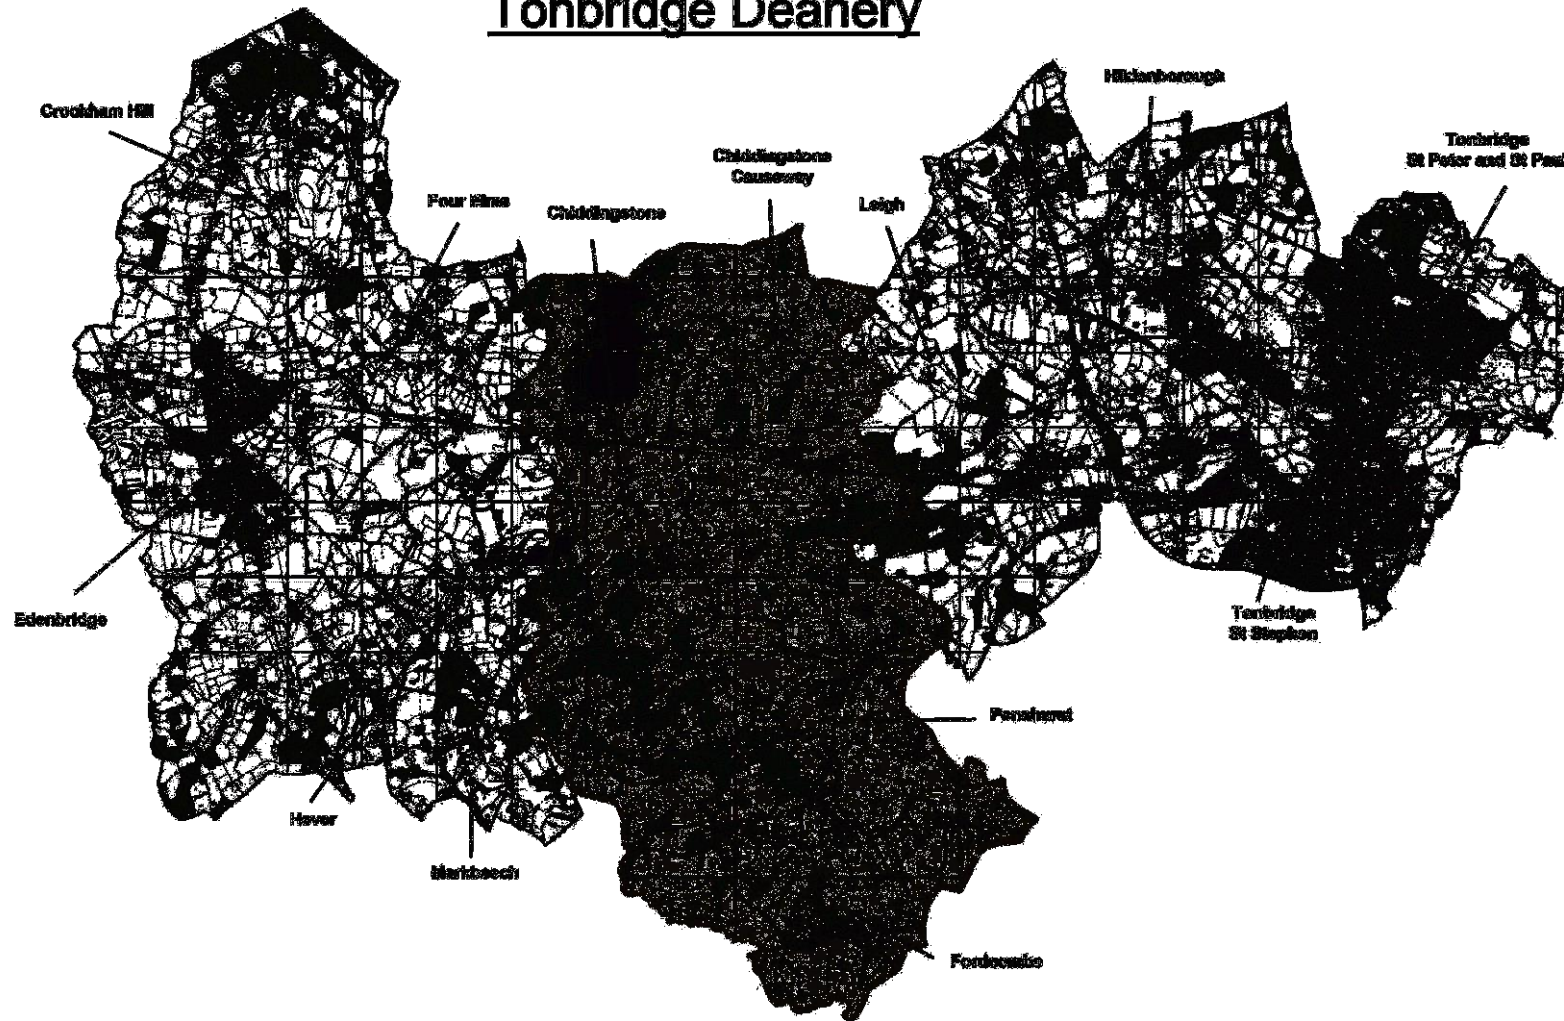 Tonbridge Deanery
Hildenborough
Crockham Hill
Tonbridge
St Peter and St Paul
Chiddingstone
Causeway
Four Elms
Chiddingstone
Leigh
Edenbridge
Tonbridge
St Stephen
Penshurst
Hever
Markbeech
Fordcombe